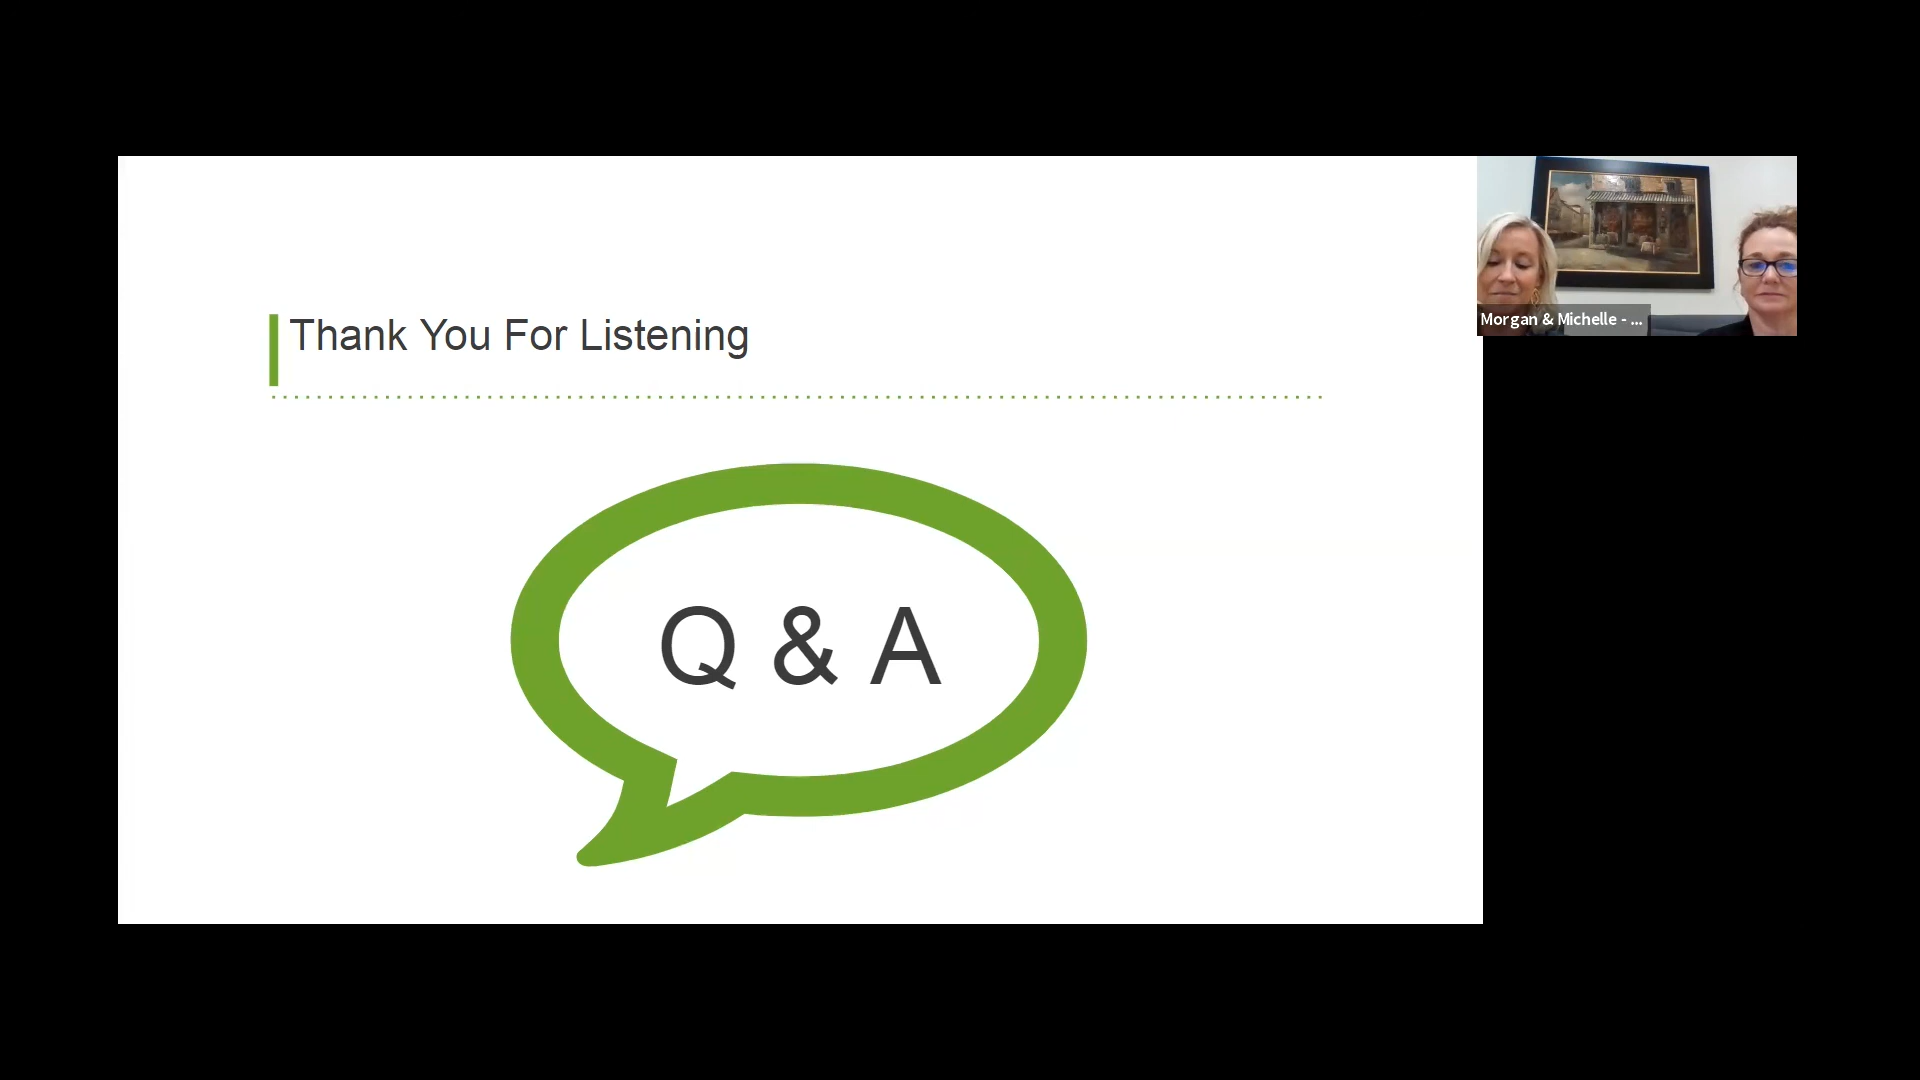 Thank You For Listening
Q & A
Morgan & Michelle - ...